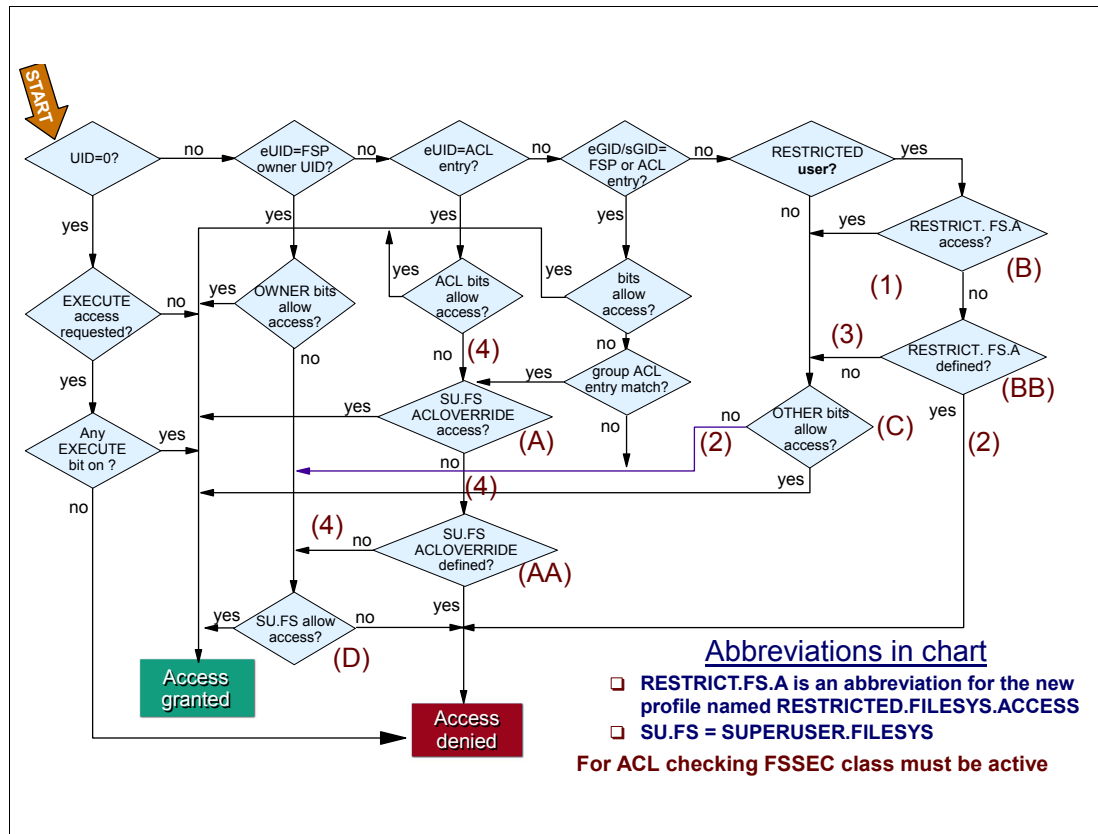 START
UID=0?
no
eUID=FSP
owner UID?
no
eUID=ACL
entry?
no
eGID/sGID=
FSP or ACL
entry?
no
RESTRICTED
user?
yes
yes
yes
yes
yes
no
yes
RESTRICT. FS.A
access?
(B)
EXECUTE
access
requested?
no
yes
OWNER bits
allow
access?
yes
ACL bits
allow
access?
yes
bits
allow
access?
(1)
no
yes
no
no
(4)
no
group ACL
entry match?
yes
(3)
no
RESTRICT. FS.A
defined?
(BB)
Any
EXECUTE
bit on ?
yes
yes
SU.FS
ACLOVERRIDE
access?
(A)
no
no
(2)
OTHER bits
allow
access?
(C)
yes
(2)
no
no
(4)
yes
(4)
no
SU.FS
ACLOVERRIDE
defined?
(AA)
yes
yes
SU.FS allow
access?
no
(D)
Access
granted
Access
denied
Abbreviations in chart
RESTRICT.FS.A is an abbreviation for the new
profile named RESTRICTED.FILESYS.ACCESS
SU.FS = SUPERUSER.FILESYS
For ACL checking FSSEC class must be active